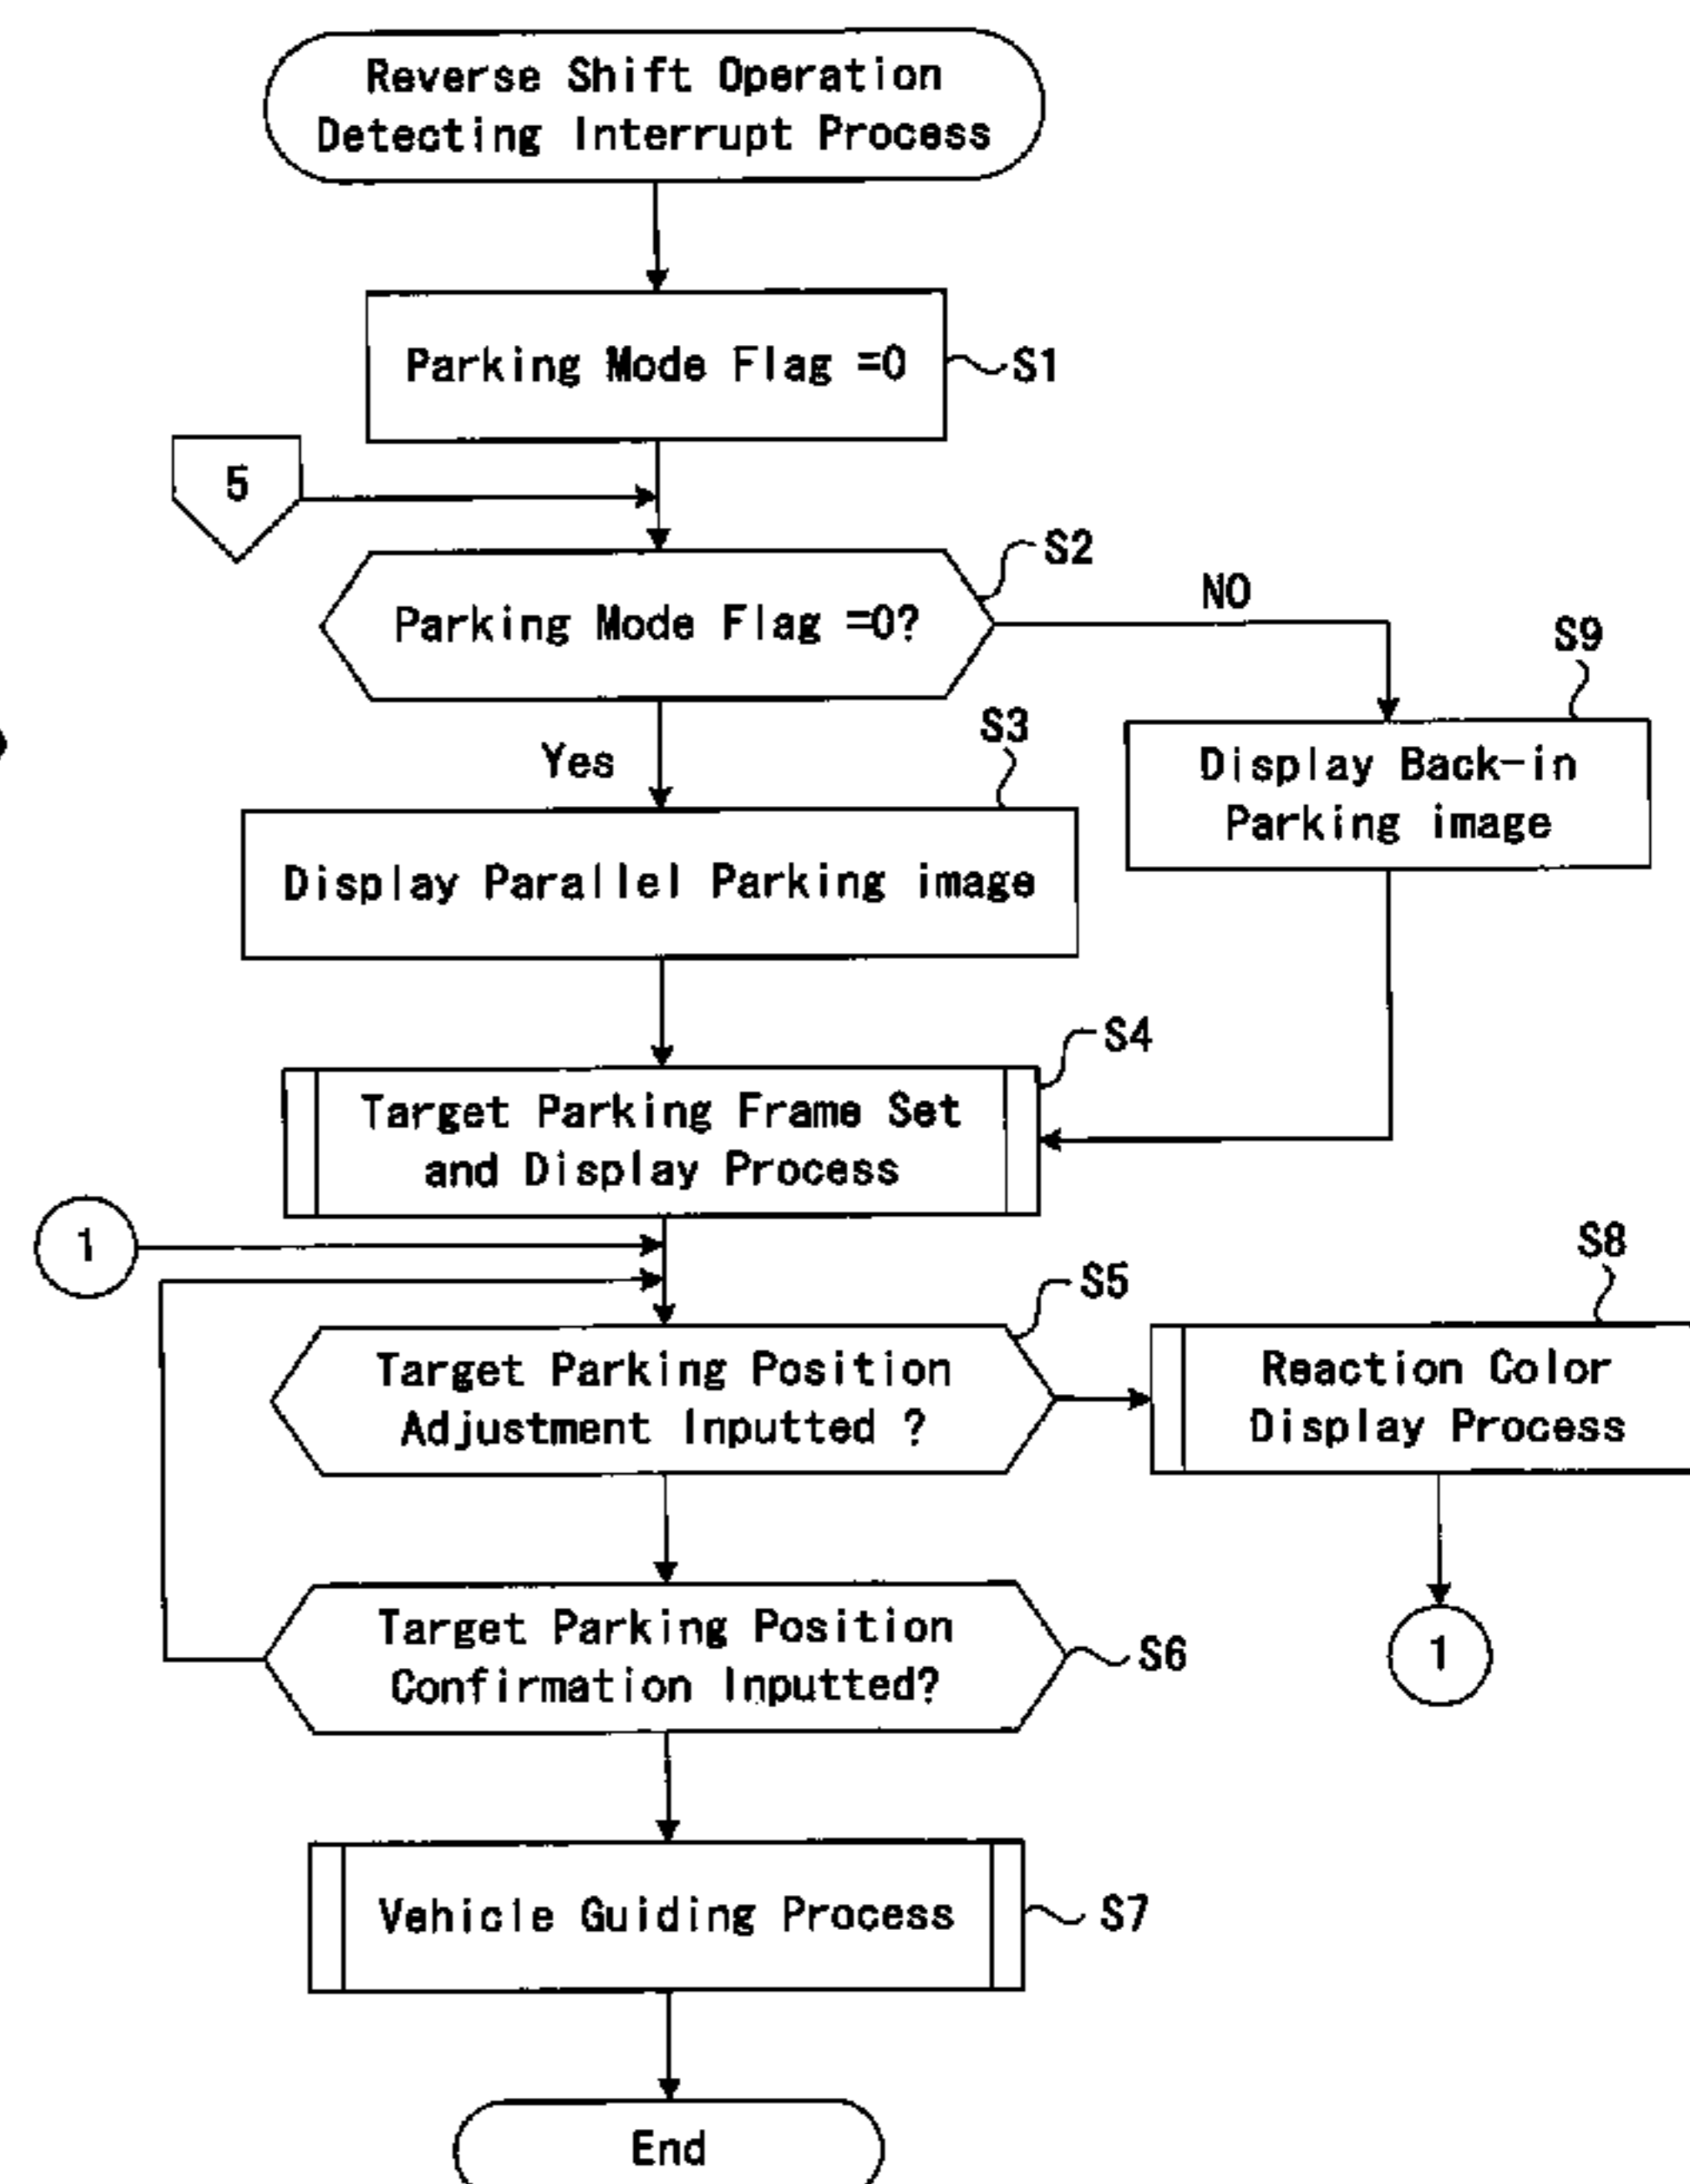 Reverse Shift Operation
Detecting Interrupt Process
Parking Mode Flag =0
S1
5
S2
Parking Mode Flag =0?
NO
S9
Yes
S3
Display Back-in
Parking image
Display Parallel Parking image
S4
Target Parking Frame Set
and Display Process
1
S5
S8
Target Parking Position
Adjustment Inputted ?
Reaction Color
Display Process
Target Parking Position
Confirmation Inputted?
S6
1
Vehicle Guiding Process
S7
End